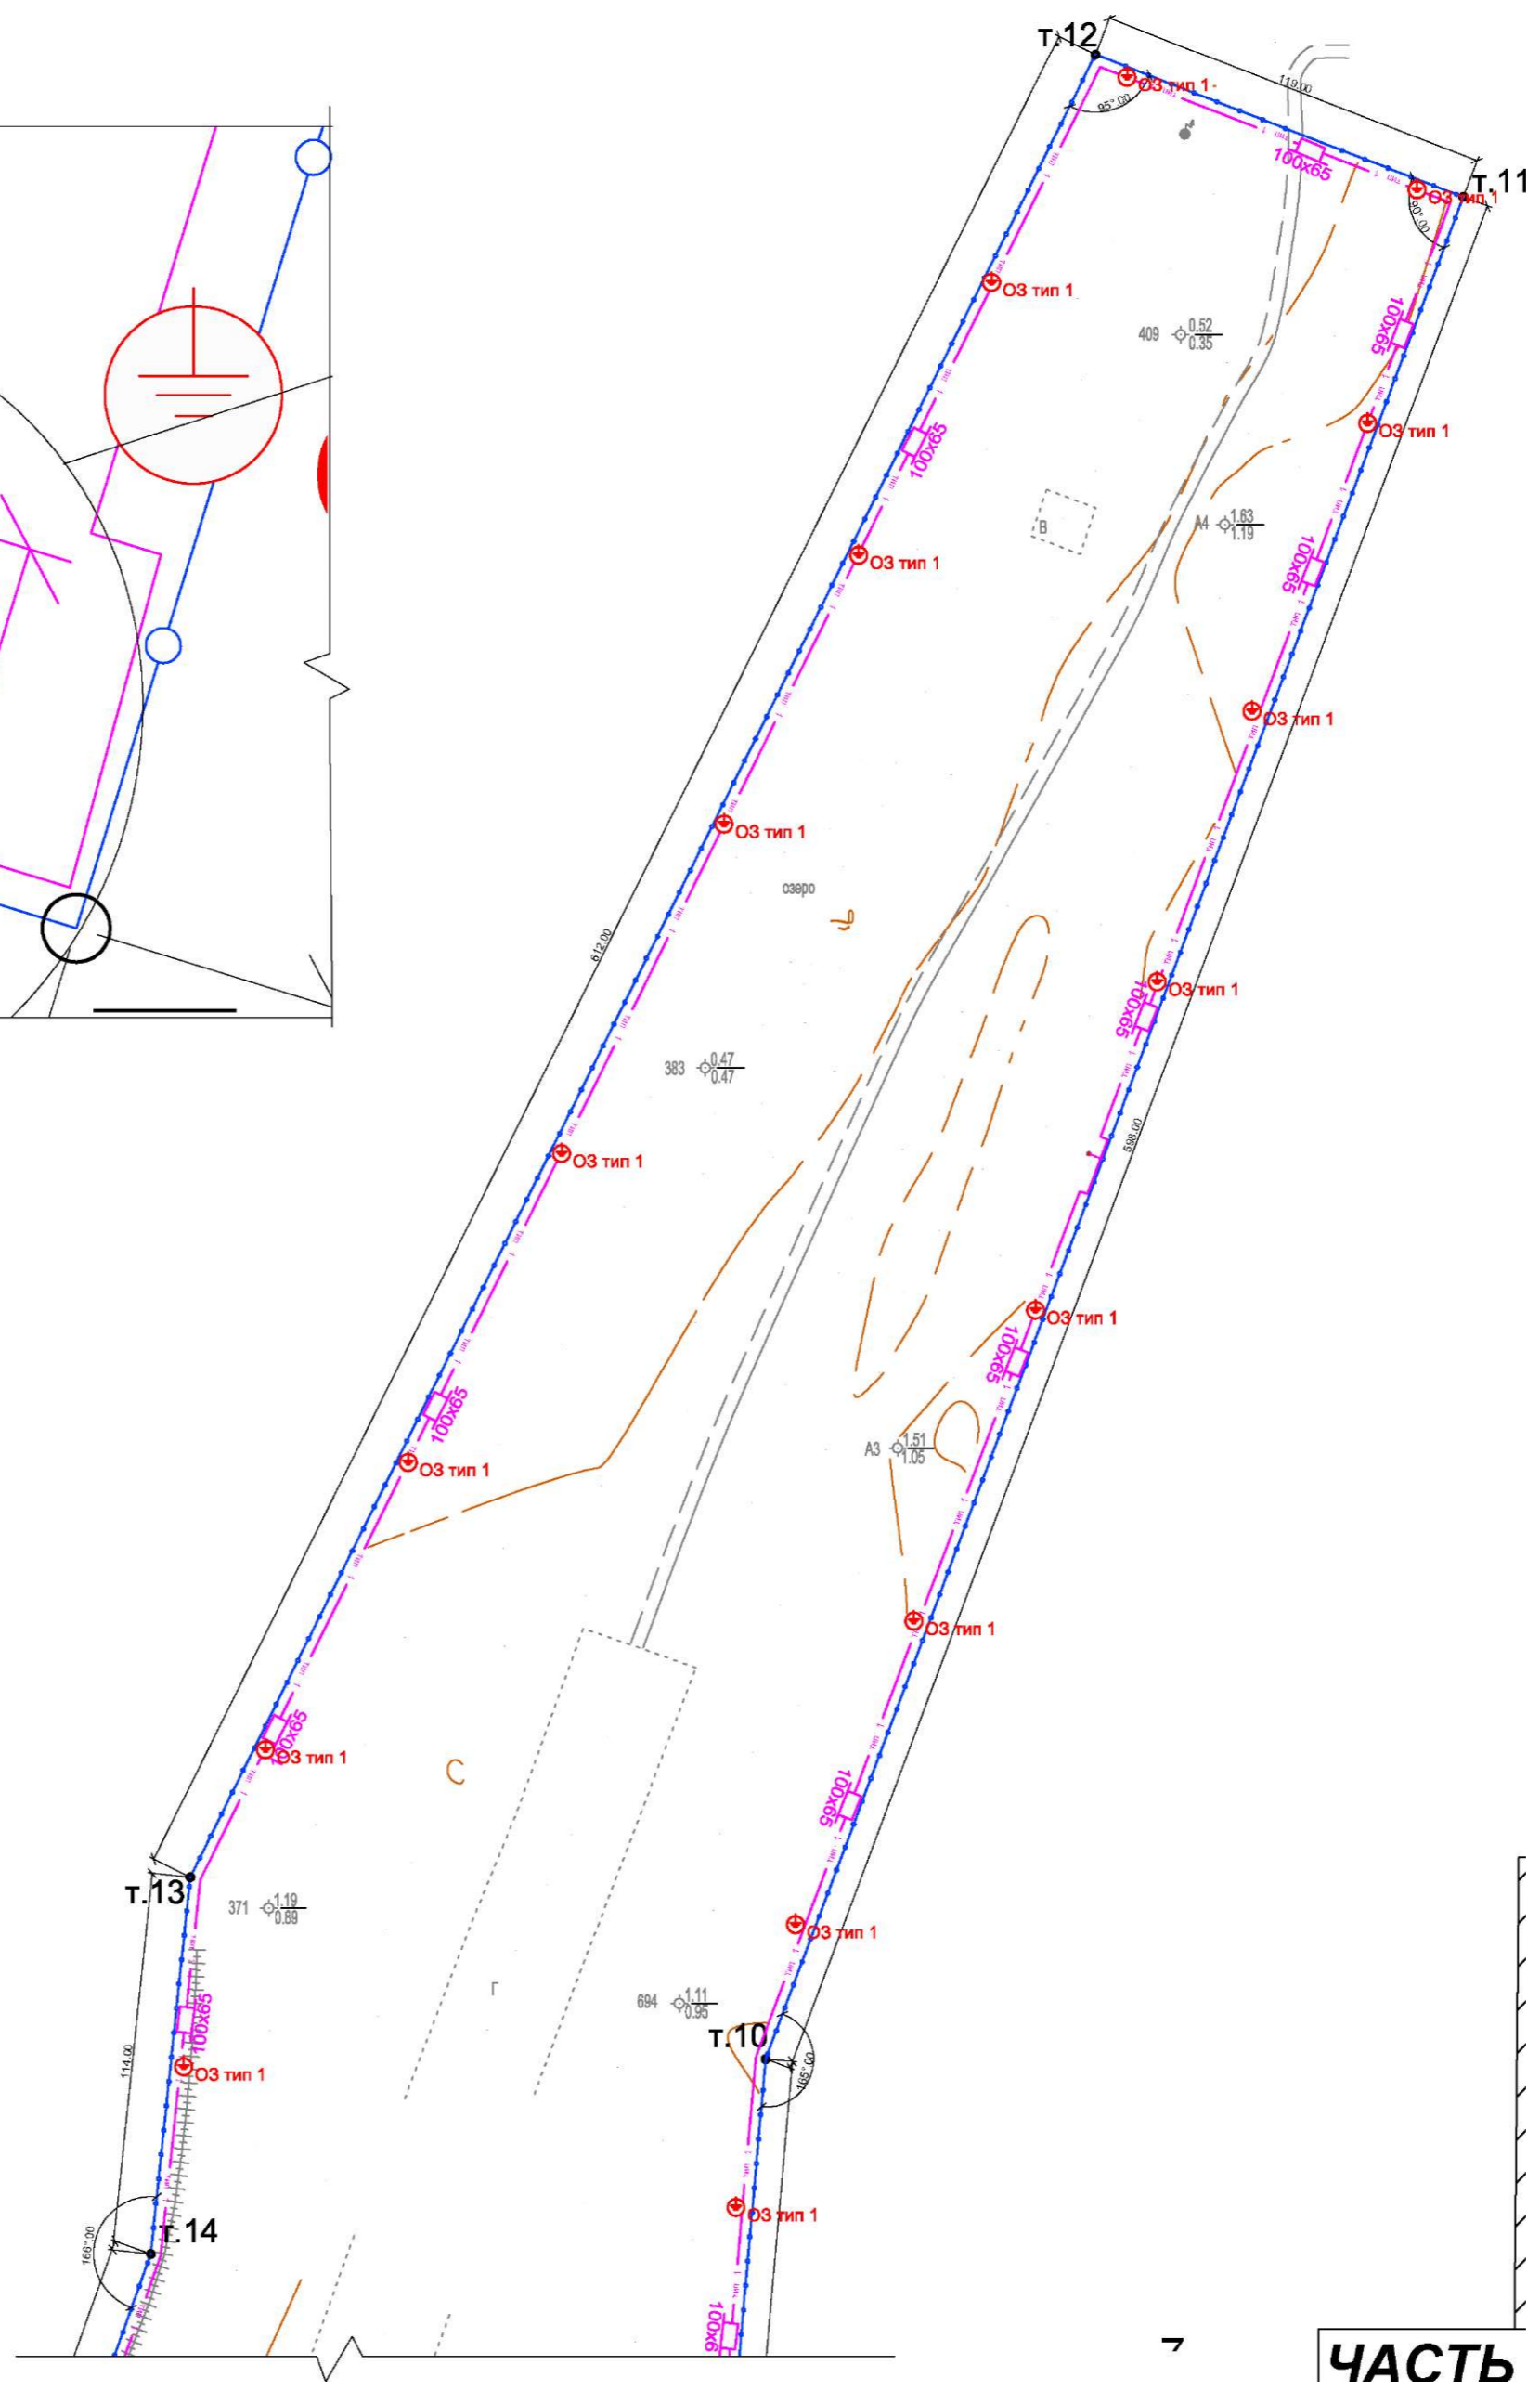 т.12
119.00
ОЗ тип 1
95°.00
100x65
т.11
ОЗ тип 1
90°.00
ОЗ тип 1
100x65
409
0.52
0.35
ОЗ тип 1
100x65
В
А4
1.63
1.19
100x65
ОЗ тип 1
ОЗ тип 1
ОЗ тип 1
озеро
612.00
ОЗ тип 1
100x65
383
0.47
0.47
598.00
ОЗ тип 1
ОЗ тип 1
100x65
100x65
А3
1.51
1.05
ОЗ тип 1
ОЗ тип 1
100x65
ОЗ тип 1
С
100x65
т.13
371
1.19
0.89
ОЗ тип 1
Г
694
1.11
0.95
т.10
165°.00
100x65
114.00
ОЗ тип 1
ОЗ тип 1
т.14
166°.00
100x6
ЧАСТЬ